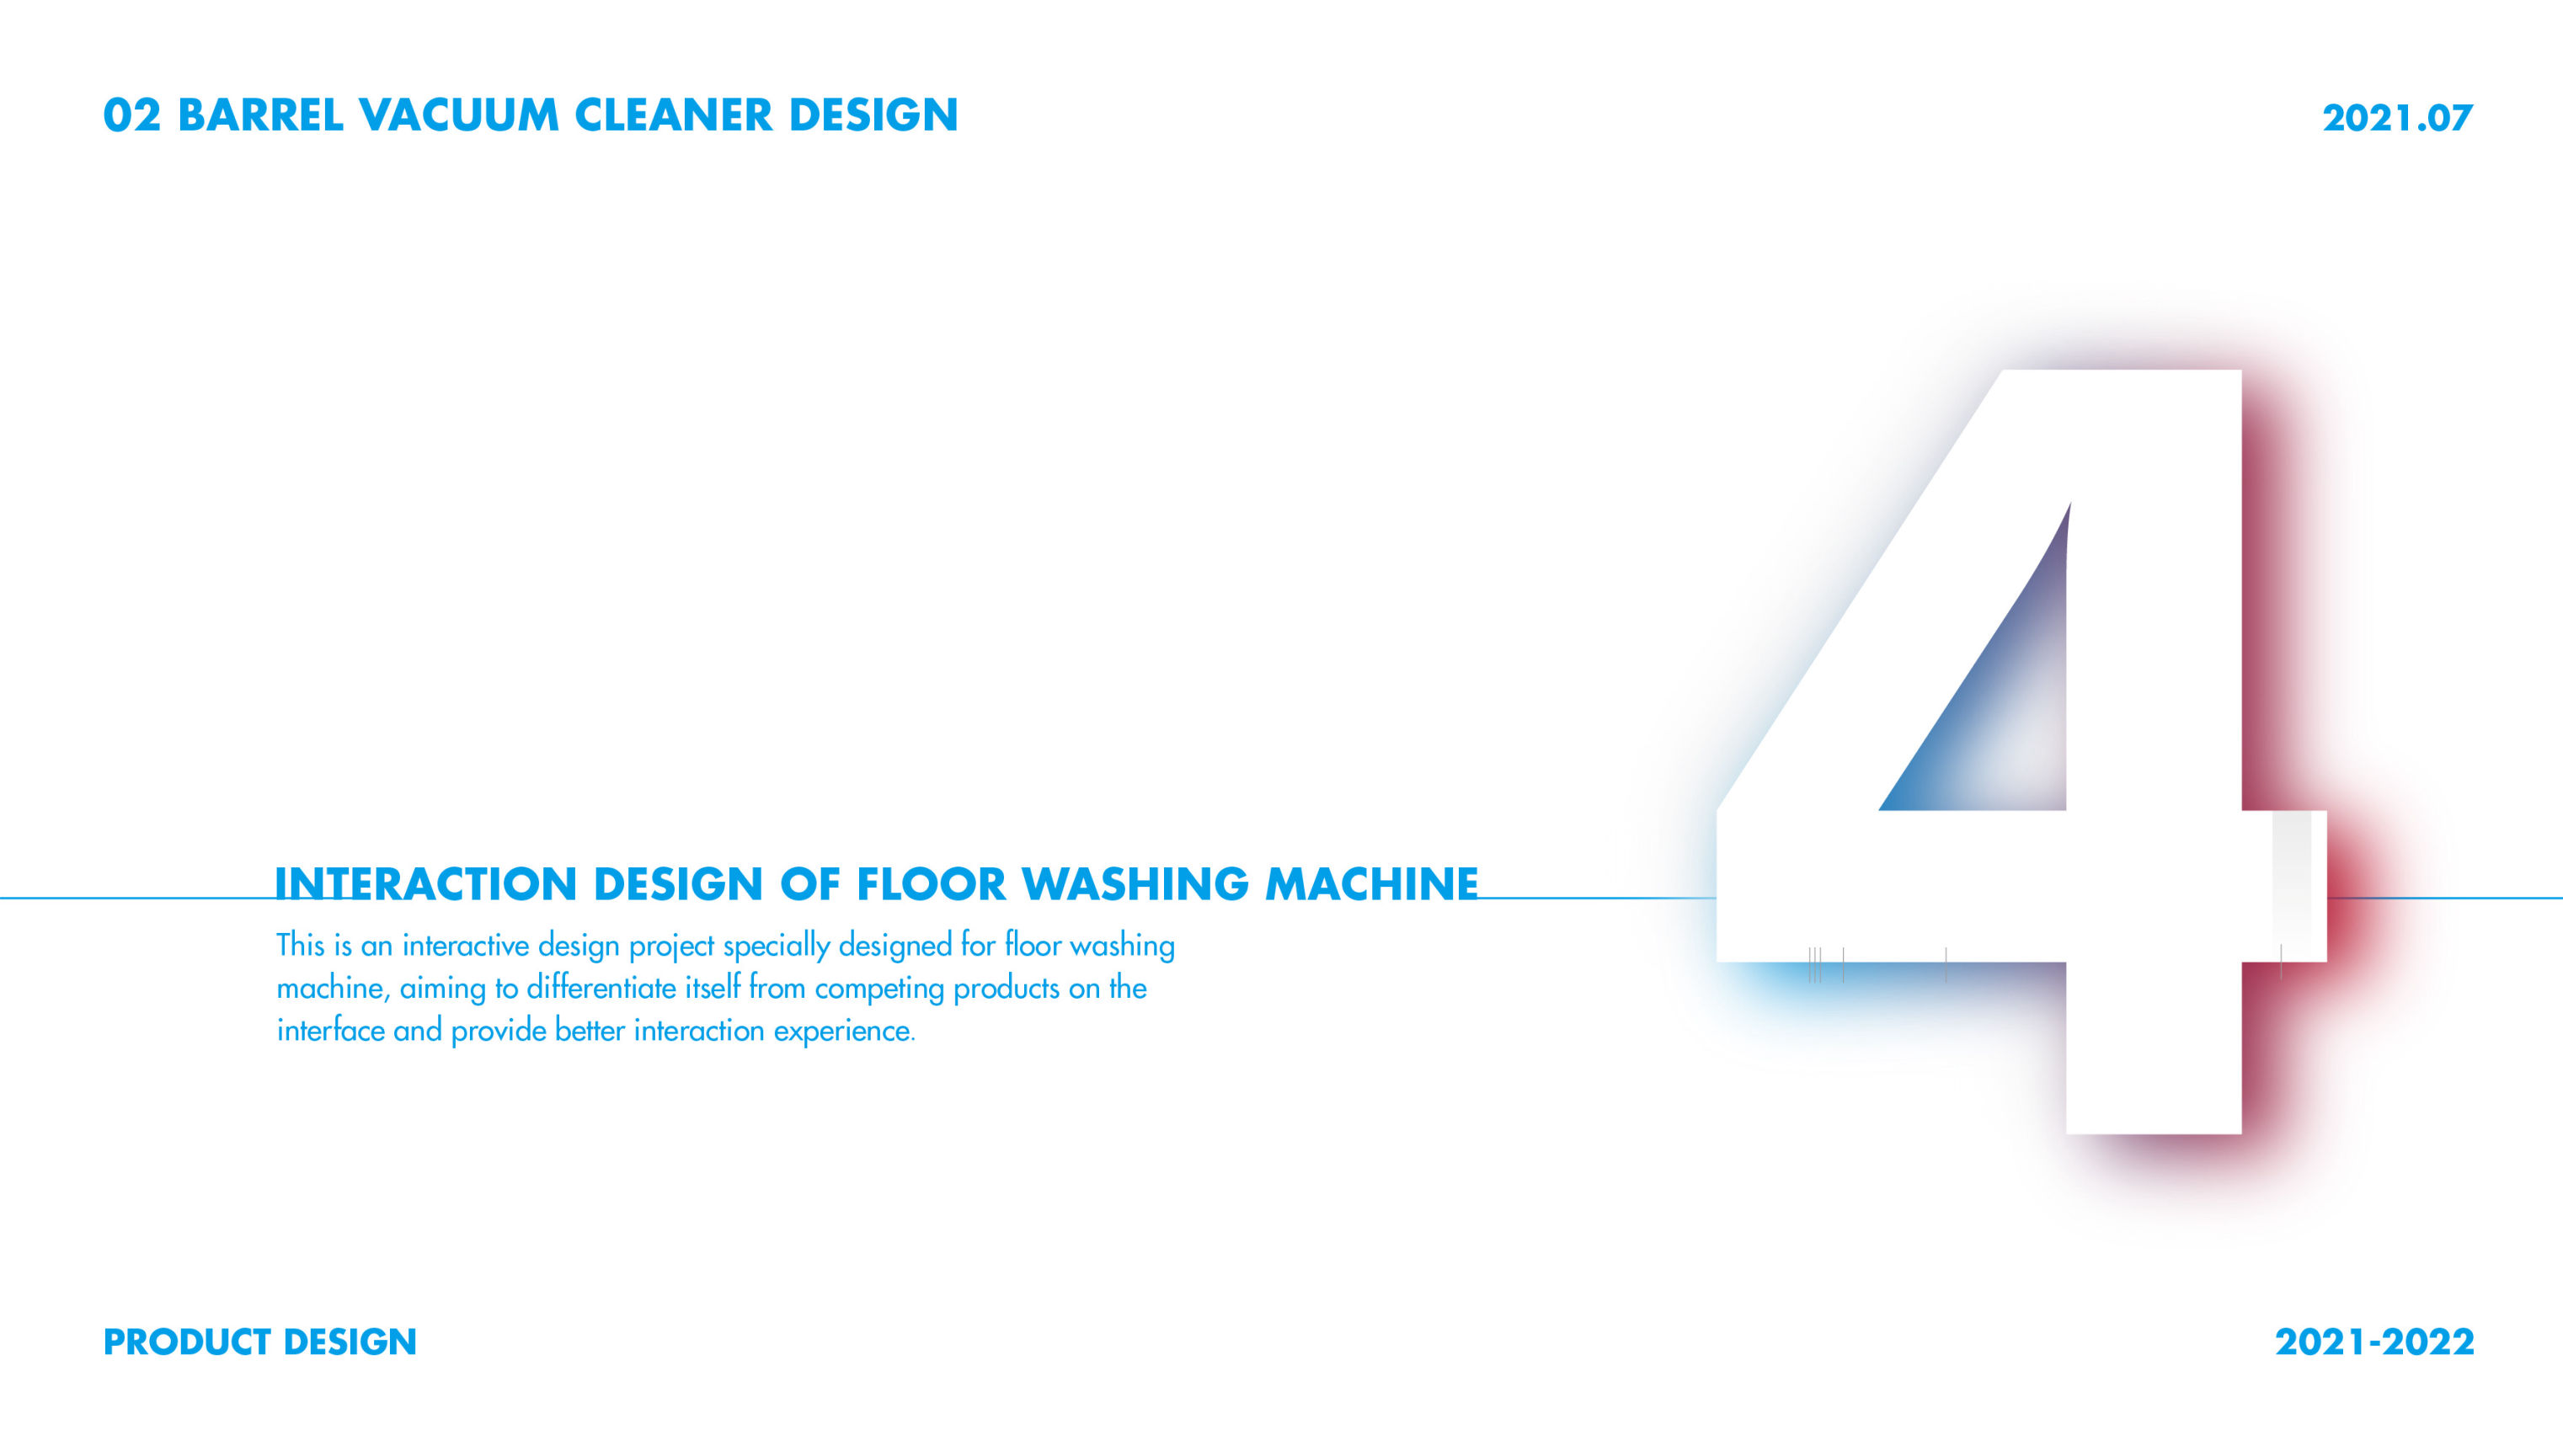 02 BARREL VACUUM CLEANER DESIGN
2021.07
4
INTERACTION DESIGN OF FLOOR WASHING MACHINE
This is an interactive design project specially designed for floor washing
machine, aiming to differentiate itself from competing products on the
interface and provide better interaction experience.
PRODUCT DESIGN
2021-2022